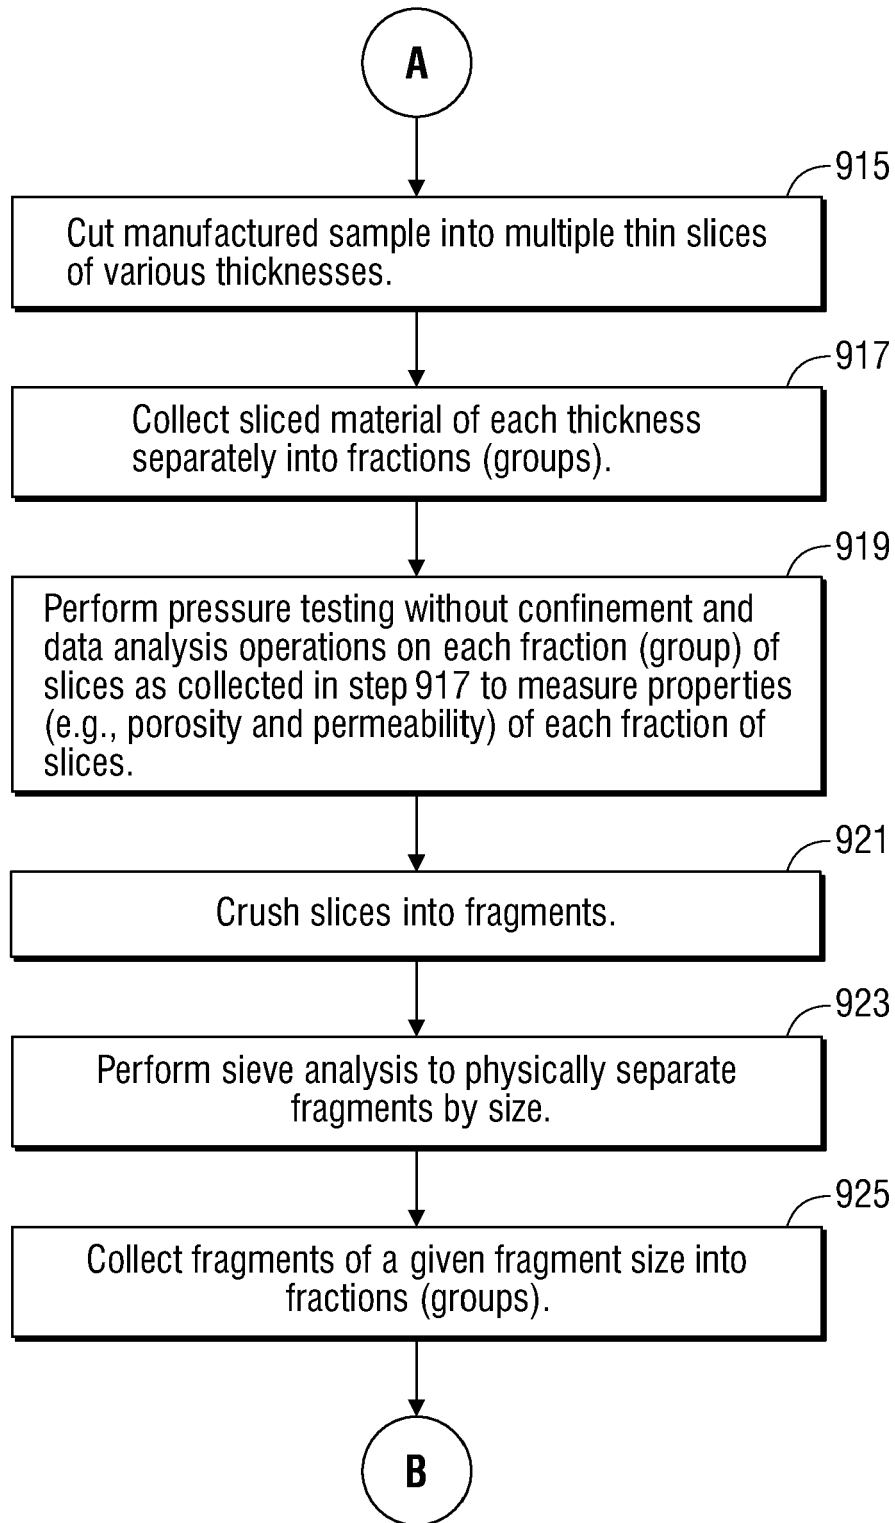 A
915
Cut manufactured sample into multiple thin slices
of various thicknesses.
917
Collect sliced material of each thickness
separately into fractions (groups).
919
Perform pressure testing without confinement and
data analysis operations on each fraction (group) of
slices as collected in step 917 to measure properties
(e.g., porosity and permeability) of each fraction of
slices.
921
Crush slices into fragments.
923
Perform sieve analysis to physically separate
fragments by size.
925
Collect fragments of a given fragment size into
fractions (groups).
B